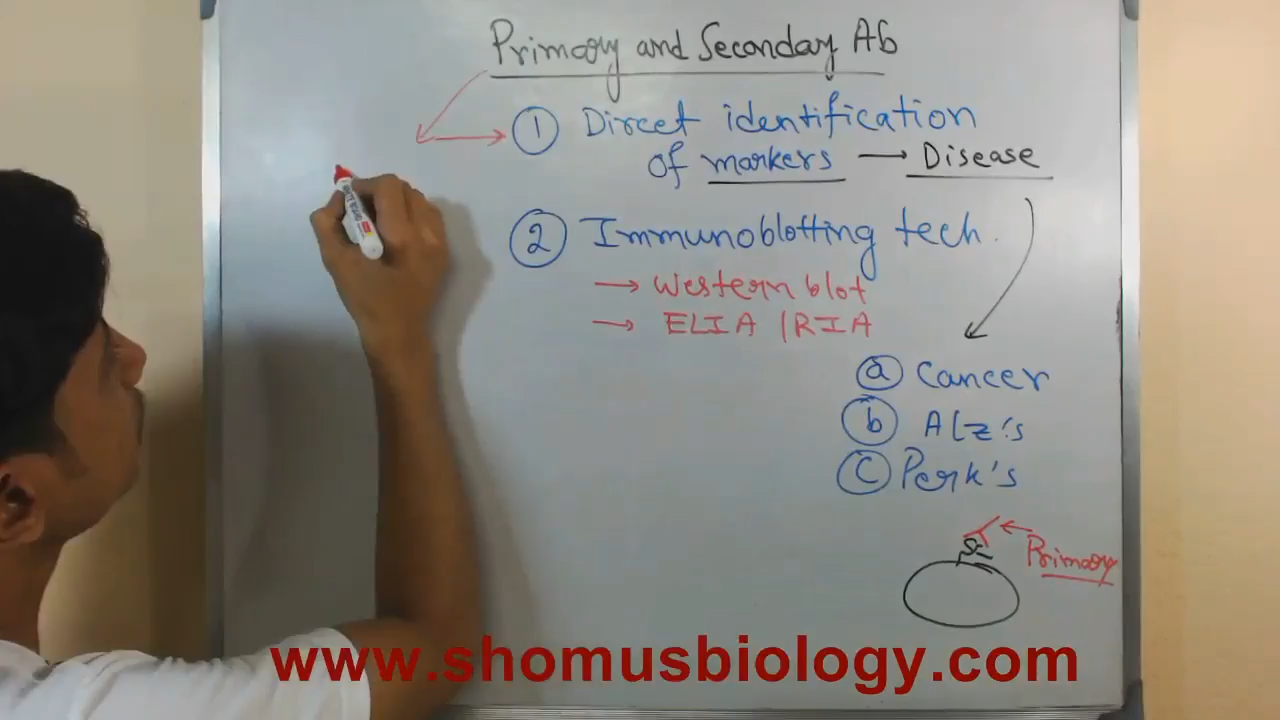 Primary and Secondary Ab
① Direct identification
of markers → Disease
② Immunoblotting tech.
→ Western blot
→ ELIA / RIA
ⓐ Cancer
ⓑ Alz's
ⓒ Perk's
Primary
www.shomusbiology.com